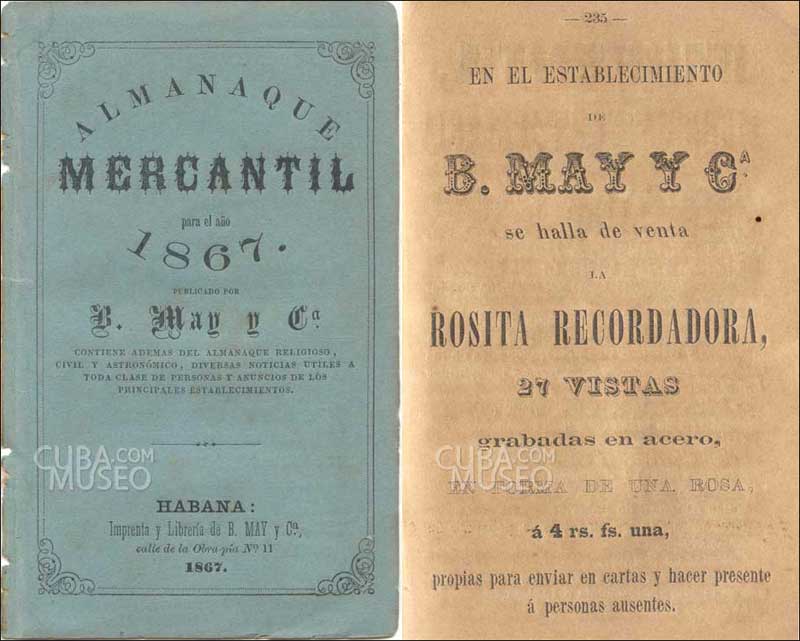 ALMANAQUE
MERCANTIL
para el año
1867.
PUBLICADO POR
B. May y Cª
CONTIENE ADEMAS DEL ALMANAQUE RELIGIOSO,
CIVIL Y ASTRONÓMICO, DIVERSAS NOTICIAS UTILES A
TODA CLASE DE PERSONAS Y ANUNCIOS DE LOS
PRINCIPALES ESTABLECIMIENTOS.
CUBA.COM
MUSEO
HABANA:
Imprenta y Librería de B. MAY y Cª,
calle de la Obra-pia Nº 11
1867.
— 235 —
EN EL ESTABLECIMIENTO
DE
B. MAY Y Cᴬ.
se halla de venta
LA
ROSITA RECORDADORA,
27 VISTAS
grabadas en acero,
CUBA.COM
MUSEO
EN FORMA DE UNA ROSA,
á 4 rs. fs. una,
propias para enviar en cartas y hacer presente
á personas ausentes.